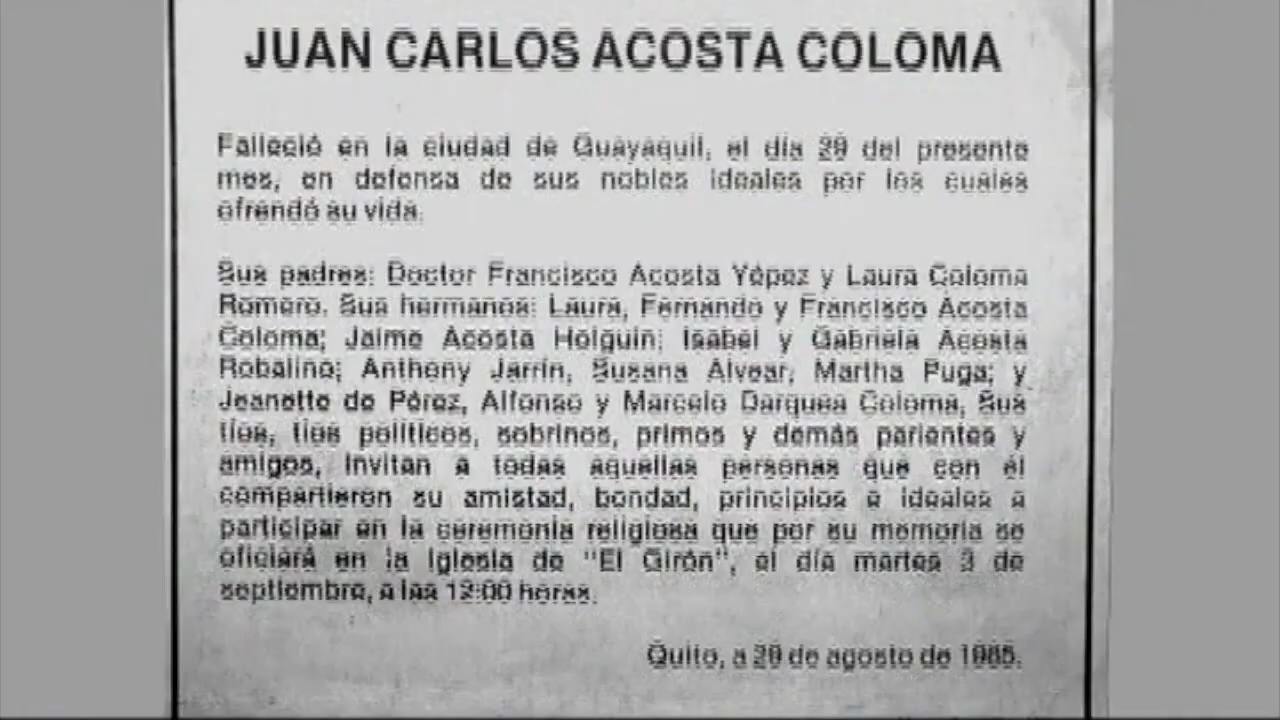 JUAN CARLOS ACOSTA COLOMA
Falleció en la ciudad de Guayaquil, el día 29 del presente
mes, en defensa de sus nobles ideales por los cuales
ofrendó su vida.
Sus padres: Doctor Francisco Acosta Yépez y Laura Coloma
Romero. Sus hermanos: Laura, Fernando y Francisco Acosta
Coloma; Jaime Acosta Holguín; Isabel y Gabriela Acosta
Robalino; Anthony Jarrín, Susana Alvear, Martha Puga; y
Jeanette de Pérez, Alfonso y Marcelo Darquea Coloma, Sus
tíos, tíos políticos, sobrinos, primos y demás parientes y
amigos, invitan a todas aquellas personas que con él
compartieron su amistad, bondad, principios e ideales a
participar en la ceremonia religiosa que por su memoria se
oficiará en la Iglesia de "El Girón", el día martes 3 de
septiembre, a las 12:00 horas.
Quito, a 29 de agosto de 1985.